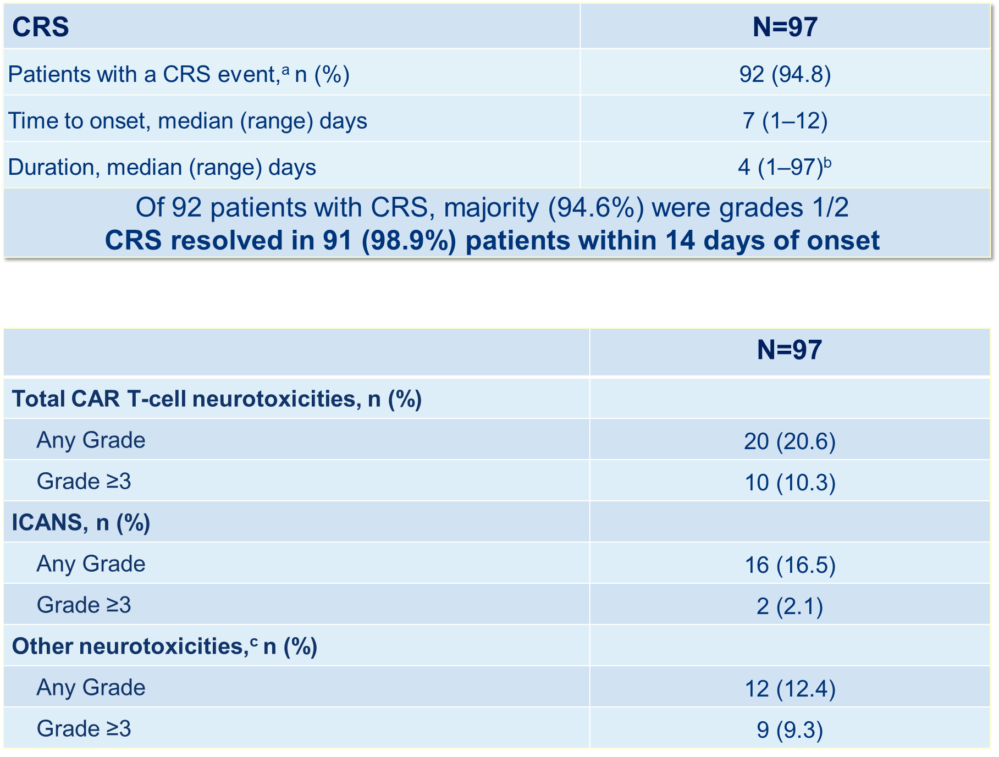 CRS N=97
Patients with a CRS event,ᵃ n (%) 92 (94.8)
Time to onset, median (range) days 7 (1–12)
Duration, median (range) days 4 (1–97)ᵇ
Of 92 patients with CRS, majority (94.6%) were grades 1/2
CRS resolved in 91 (98.9%) patients within 14 days of onset
N=97
Total CAR T-cell neurotoxicities, n (%)
Any Grade 20 (20.6)
Grade ≥3 10 (10.3)
ICANS, n (%)
Any Grade 16 (16.5)
Grade ≥3 2 (2.1)
Other neurotoxicities,ᶜ n (%)
Any Grade 12 (12.4)
Grade ≥3 9 (9.3)